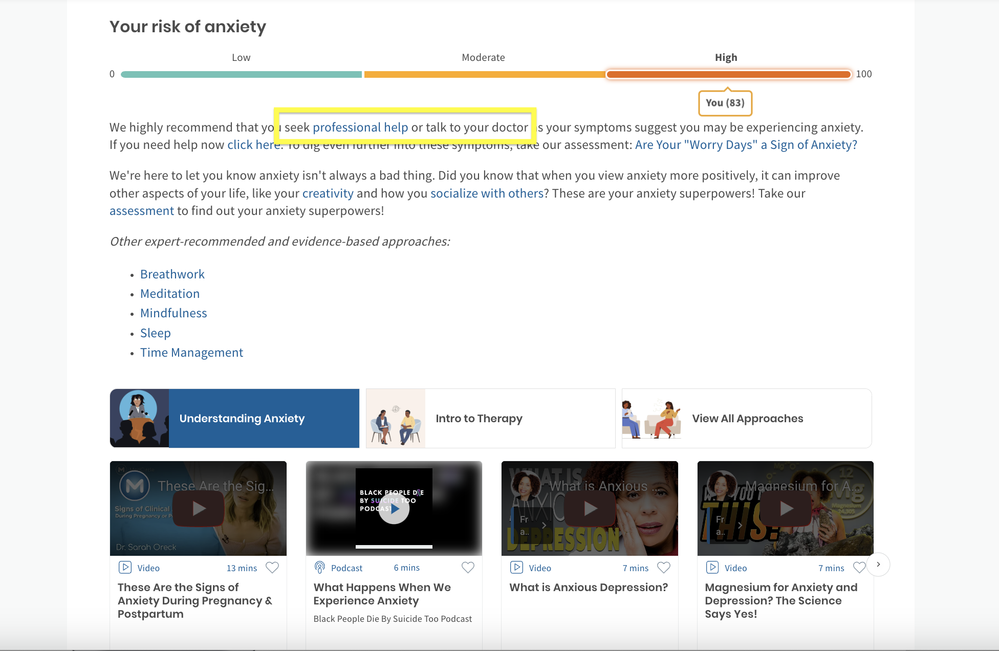 Your risk of anxiety
Low Moderate High
0 100
You (83)
We highly recommend that you seek professional help or talk to your doctor as your symptoms suggest you may be experiencing anxiety.
If you need help now click here. To dig even further into these symptoms, take our assessment: Are Your "Worry Days" a Sign of Anxiety?
We're here to let you know anxiety isn't always a bad thing. Did you know that when you view anxiety more positively, it can improve
other aspects of your life, like your creativity and how you socialize with others? These are your anxiety superpowers! Take our
assessment to find out your anxiety superpowers!
Other expert-recommended and evidence-based approaches:
• Breathwork
• Meditation
• Mindfulness
• Sleep
• Time Management
Understanding Anxiety
Intro to Therapy
View All Approaches
M MedCircle
M These Are the Sig...
Signs of Clinical
During Pregnancy or P
Dr. Sarah Oreck
Video 13 mins
These Are the Signs of
Anxiety During Pregnancy &
Postpartum
BLACK PEOPLE DIE
BY SUICIDE TOO
PODCAST
Podcast 6 mins
What Happens When We
Experience Anxiety
Black People Die By Suicide Too Podcast
WHAT IS
What is Anxious ...
Fr
a..
DEPRESSION
Video 7 mins
What is Anxious Depression?
Mg
12
Magnesium for A...
Mg
Magnesium
24.305
YOU
THIS!
Fr
a..
Video 7 mins
Magnesium for Anxiety and
Depression? The Science
Says Yes!